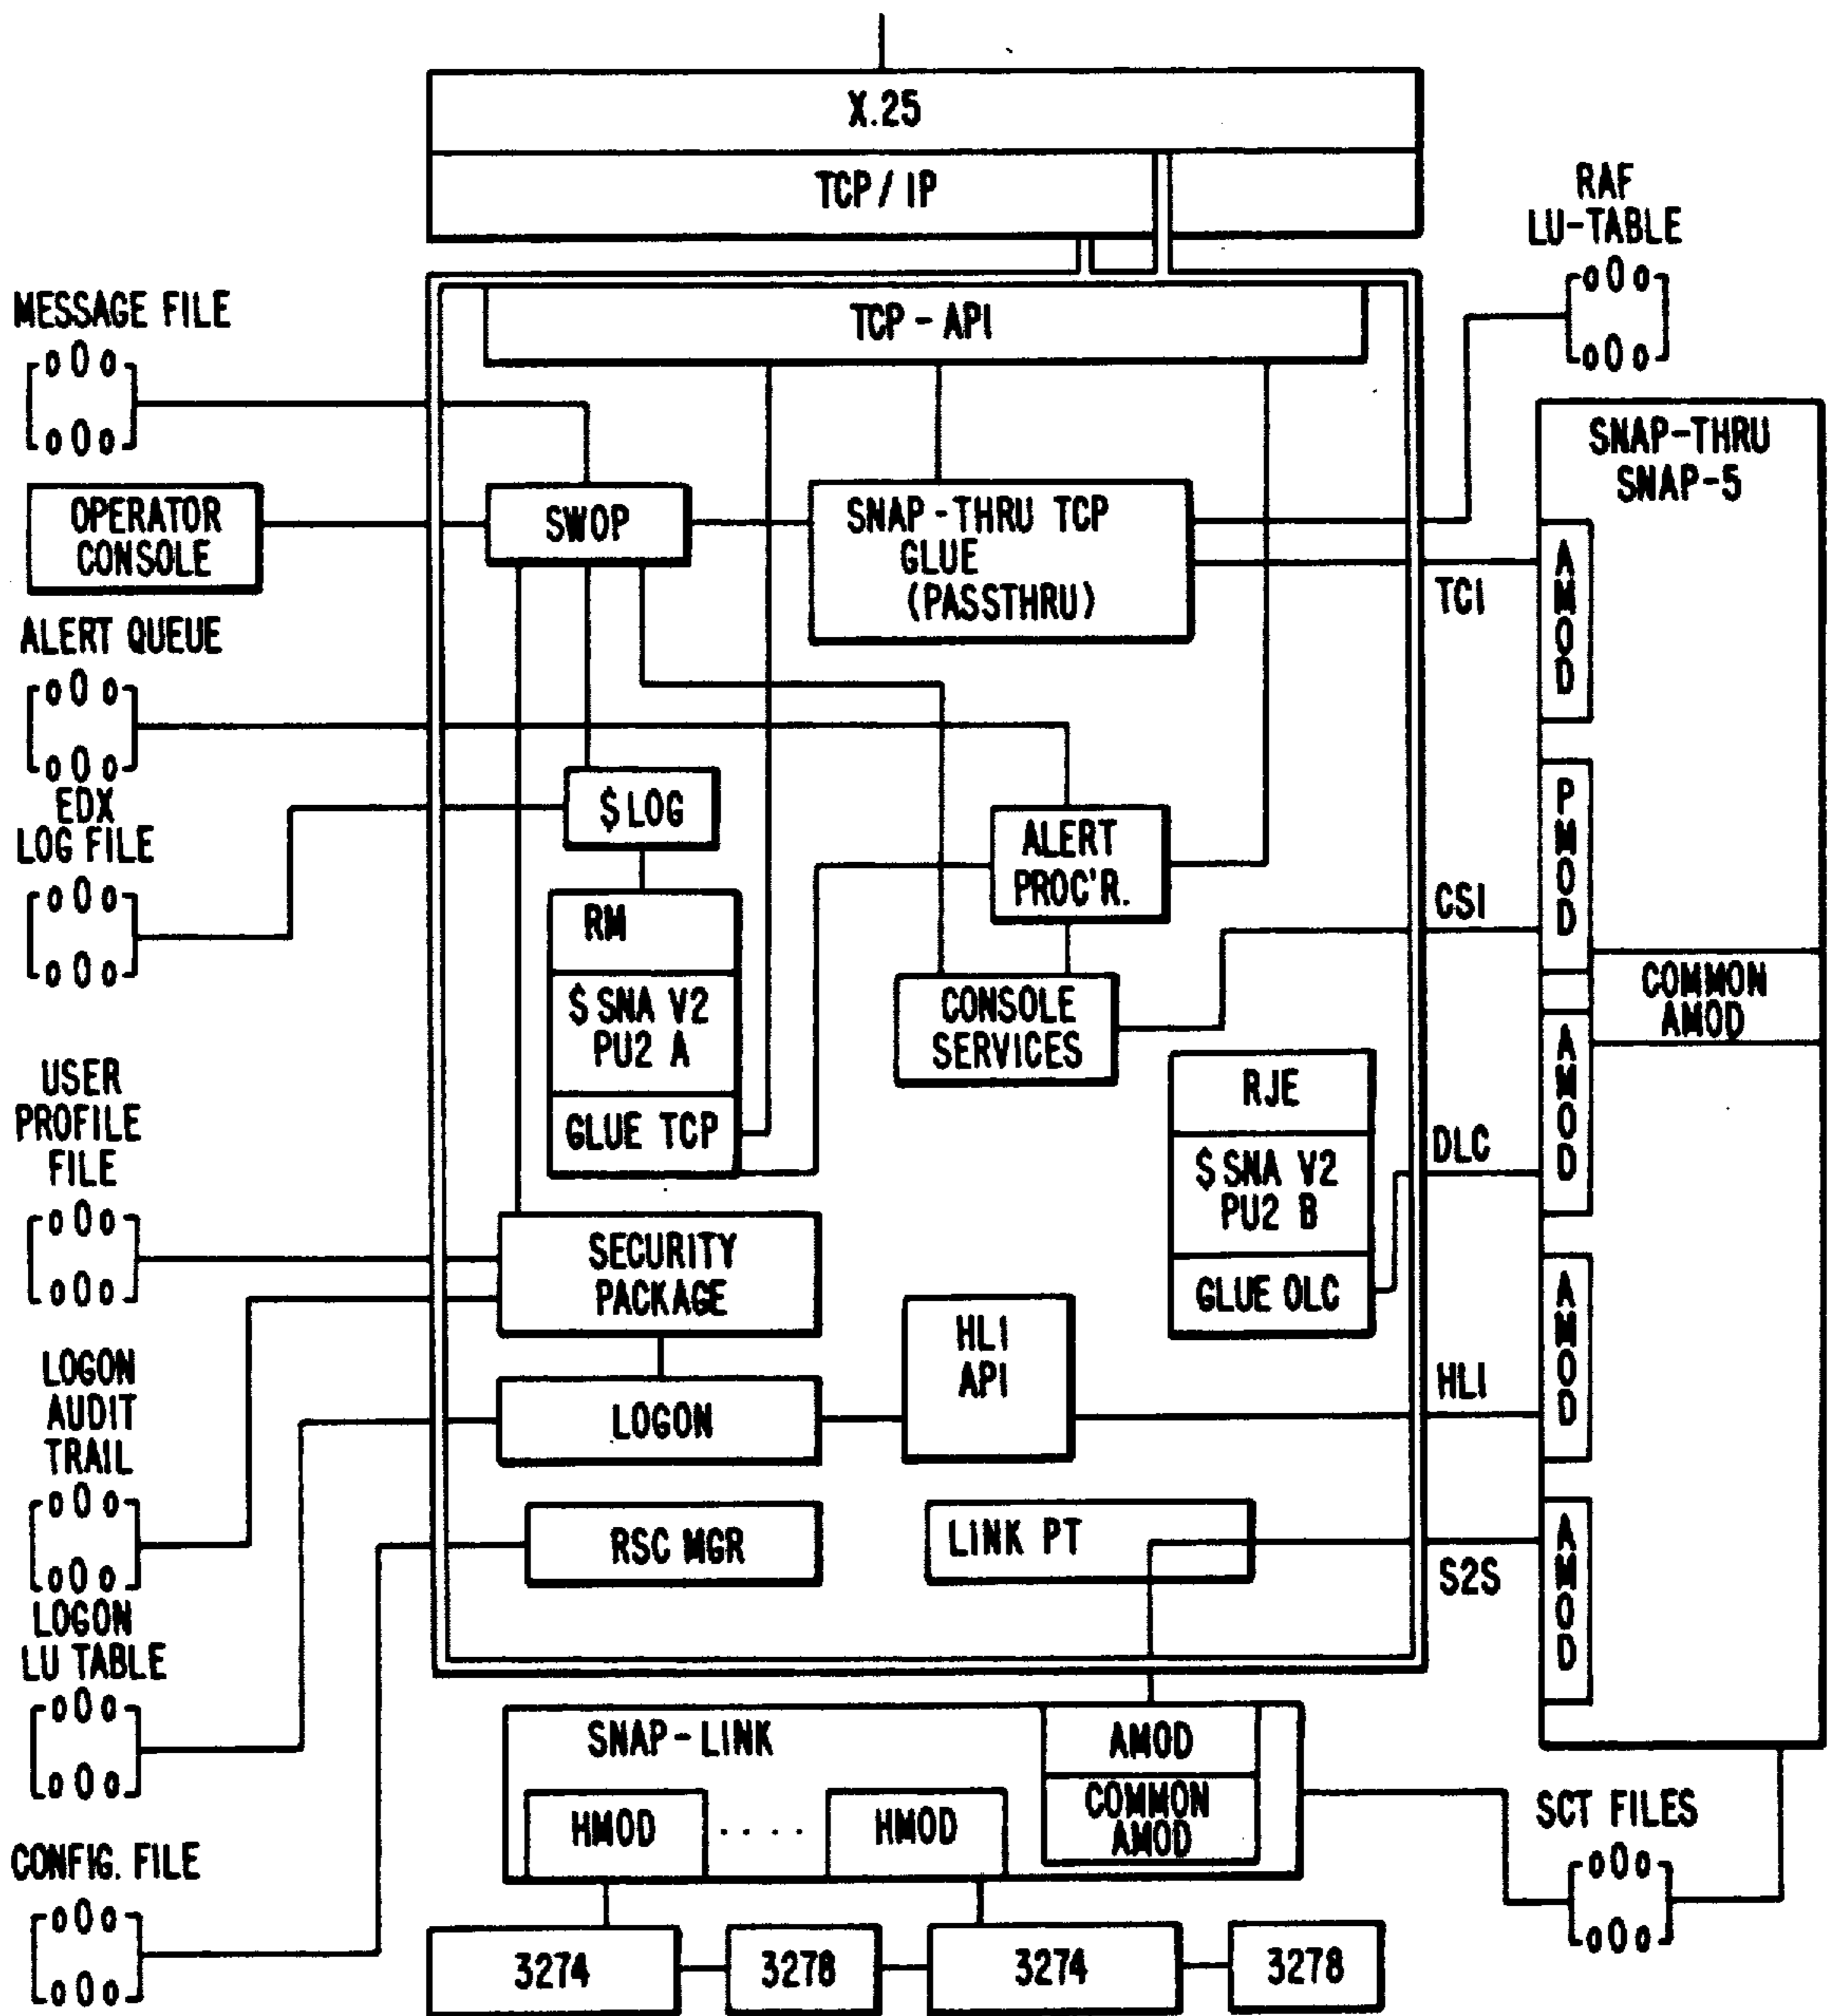 X.25
TCP / IP
RAF
LU-TABLE
MESSAGE FILE
TCP - API
SNAP-THRU
SNAP-5
OPERATOR
CONSOLE
SWOP
SNAP - THRU TCP
GLUE
(PASSTHRU)
TCI
AMOD
ALERT QUEUE
EDX
LOG FILE
$ LOG
ALERT
PROC'R.
PMOD
CSI
RM
$ SNA V2
PU2 A
GLUE TCP
CONSOLE
SERVICES
COMMON
AMOD
AMOD
USER
PROFILE
FILE
RJE
$ SNA V2
PU2 B
GLUE OLC
DLC
SECURITY
PACKAGE
HLI
API
HLI
AMOD
LOGON
AUDIT
TRAIL
LOGON
RSC MGR
LINK PT
S2S
AMOD
LOGON
LU TABLE
SNAP - LINK
AMOD
COMMON
AMOD
HMOD
. . . .
HMOD
SCT FILES
CONFIG. FILE
3274
3278
3274
3278